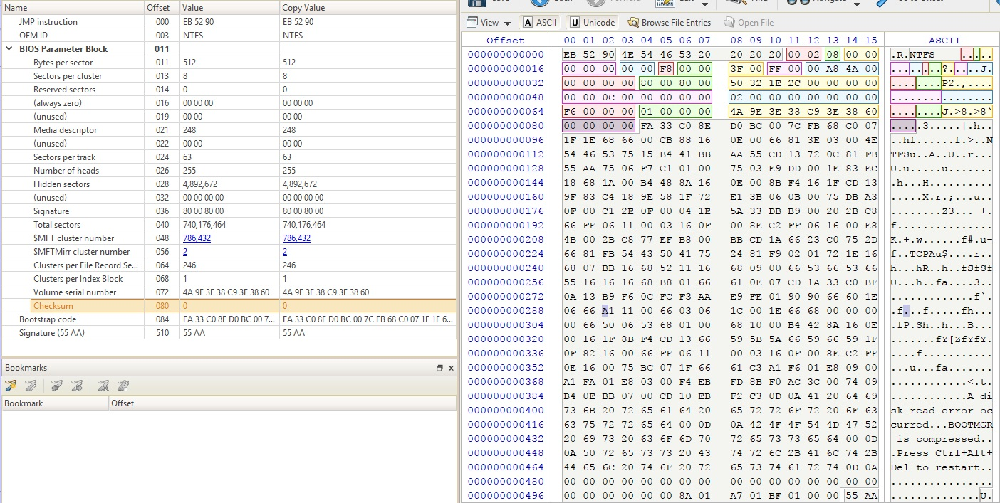 Name Offset Value Copy Value
JMP instruction 000 EB 52 90 EB 52 90
OEM ID 003 NTFS NTFS
BIOS Parameter Block 011
Bytes per sector 011 512 512
Sectors per cluster 013 8 8
Reserved sectors 014 0 0
(always zero) 016 00 00 00 00 00 00
(unused) 019 00 00 00 00
Media descriptor 021 248 248
(unused) 022 00 00 00 00
Sectors per track 024 63 63
Number of heads 026 255 255
Hidden sectors 028 4,892,672 4,892,672
(unused) 032 00 00 00 00 00 00 00 00
Signature 036 80 00 80 00 80 00 80 00
Total sectors 040 740,176,464 740,176,464
$MFT cluster number 048 786,432 786,432
$MFTMirr cluster number 056 2 2
Clusters per File Record Se... 064 246 246
Clusters per Index Block 068 1 1
Volume serial number 072 4A 9E 3E 38 C9 3E 38 60 4A 9E 3E 38 C9 3E 38 60
Checksum 080 0 0
Bootstrap code 084 FA 33 C0 8E D0 BC 00 7... FA 33 C0 8E D0 BC 00 7C FB 68 C0 07 1F 1E 6...
Signature (55 AA) 510 55 AA 55 AA
Bookmarks
Bookmark Offset
View A ASCII U Unicode Browse File Entries Open File
Offset 00 01 02 03 04 05 06 07 08 09 10 11 12 13 14 15 ASCII
000000000000 EB 52 90 4E 54 46 53 20 20 20 20 00 02 08 00 00 .R.NTFS .....
000000000016 00 00 00 00 00 F8 00 00 3F 00 FF 00 00 A8 4A 00 ........?.....J.
000000000032 00 00 00 00 80 00 80 00 50 32 1E 2C 00 00 00 00 ........P2.,....
000000000048 00 00 0C 00 00 00 00 00 02 00 00 00 00 00 00 00 ................
000000000064 F6 00 00 00 01 00 00 00 4A 9E 3E 38 C9 3E 38 60 ........J.>8.>8`
000000000080 00 00 00 00 FA 33 C0 8E D0 BC 00 7C FB 68 C0 07 .....3.....|.h..
000000000096 1F 1E 68 66 00 CB 88 16 0E 00 66 81 3E 03 00 4E ..hf......f.>..N
000000000112 54 46 53 75 15 B4 41 BB AA 55 CD 13 72 0C 81 FB TFSu..A..U..r...
000000000128 55 AA 75 06 F7 C1 01 00 75 03 E9 DD 00 1E 83 EC U.u.....u.......
000000000144 18 68 1A 00 B4 48 8A 16 0E 00 8B F4 16 1F CD 13 .h...H..........
000000000160 9F 83 C4 18 9E 58 1F 72 E1 3B 06 0B 00 75 DB A3 .....X.r.;...u..
000000000176 0F 00 C1 2E 0F 00 04 1E 5A 33 DB B9 00 20 2B C8 ........Z3... +.
000000000192 66 FF 06 11 00 03 16 0F 00 8E C2 FF 06 16 00 E8 f...............
000000000208 4B 00 2B C8 77 EF B8 00 BB CD 1A 66 23 C0 75 2D K.+.w......f#.u-
000000000224 66 81 FB 54 43 50 41 75 24 81 F9 02 01 72 1E 16 f..TCPAu$....r..
000000000240 68 07 BB 16 68 52 11 16 68 09 00 66 53 66 53 66 h...hR..h..fSfSf
000000000256 55 16 16 16 68 B8 01 66 61 0E 07 CD 1A 33 C0 BF U...h..fa....3..
000000000272 0A 13 B9 F6 0C FC F3 AA E9 FE 01 90 90 66 60 1E .............f`.
000000000288 06 66 A1 11 00 66 03 06 1C 00 1E 66 68 00 00 00 .f...f.....fh...
000000000304 00 66 50 06 53 68 01 00 68 10 00 B4 42 8A 16 0E .fP.Sh..h...B...
000000000320 00 16 1F 8B F4 CD 13 66 59 5B 5A 66 59 66 59 1F .......fY[ZfYfY.
000000000336 0F 82 16 00 66 FF 06 11 00 03 16 0F 00 8E C2 FF ....f...........
000000000352 0E 16 00 75 BC 07 1F 66 61 C3 A1 F6 01 E8 09 00 ...u...fa.......
000000000368 A1 FA 01 E8 03 00 F4 EB FD 8B F0 AC 3C 00 74 09 ............<.t.
000000000384 B4 0E BB 07 00 CD 10 EB F2 C3 0D 0A 41 20 64 69 ............A di
000000000400 73 6B 20 72 65 61 64 20 65 72 72 6F 72 20 6F 63 sk read error oc
000000000416 63 75 72 72 65 64 00 0D 0A 42 4F 4F 54 4D 47 52 curred...BOOTMGR
000000000432 20 69 73 20 63 6F 6D 70 72 65 73 73 65 64 00 0D is compressed..
000000000448 0A 50 72 65 73 73 20 43 74 72 6C 2B 41 6C 74 2B .Press Ctrl+Alt+
000000000464 44 65 6C 20 74 6F 20 72 65 73 74 61 72 74 0D 0A Del to restart..
000000000480 00 00 00 00 00 00 00 00 00 00 00 00 00 00 00 00 ................
000000000496 00 00 00 00 00 00 8A 01 A7 01 BF 01 00 00 55 AA ..............U.